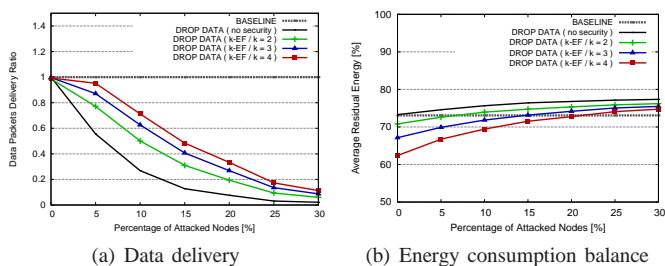 Data Packets Delivery Ratio
1.4
1.2
1
0.8
0.6
0.4
0.2
0
BASELINE
DROP DATA ( no security)
DROP DATA ( k-EF / k = 2 )
DROP DATA ( k-EF / k = 3 )
DROP DATA ( k-EF / k = 4 )
0 5 10 15 20 25 30
Percentage of Attacked Nodes [%]
(a) Data delivery
Average Residual Energy [%]
100
90
80
70
60
50
BASELINE
DROP DATA ( no security )
DROP DATA ( k-EF / k = 2 )
DROP DATA ( k-EF / k = 3 )
DROP DATA ( k-EF / k = 4 )
0 5 10 15 20 25 30
Percentage of Attacked Nodes [%]
(b) Energy consumption balance